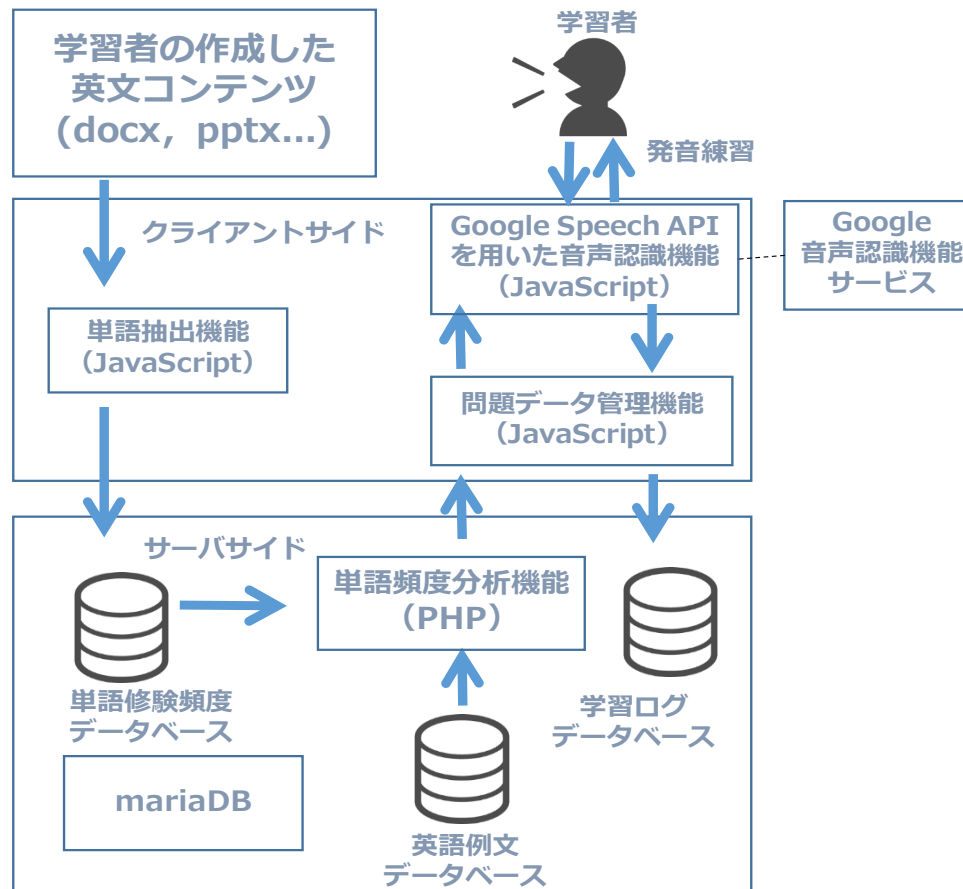 学習者の作成した
英文コンテンツ
(docx，pptx...)
学習者
発音練習
クライアントサイド
Google Speech API
を用いた音声認識機能
（JavaScript）
Google
音声認識機能
サービス
単語抽出機能
（JavaScript）
問題データ管理機能
（JavaScript）
サーバサイド
単語頻度分析機能
（PHP）
単語修験頻度
データベース
学習ログ
データベース
mariaDB
英語例文
データベース